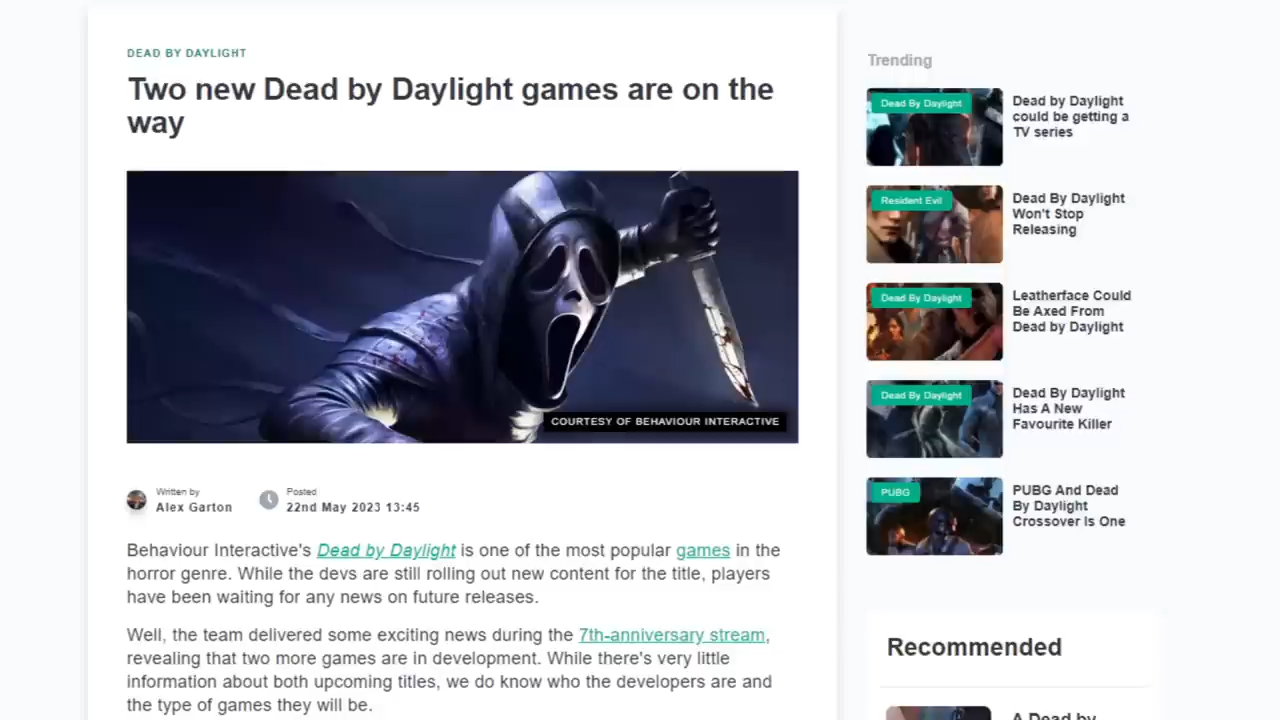 DEAD BY DAYLIGHT
Two new Dead by Daylight games are on the
way
COURTESY OF BEHAVIOUR INTERACTIVE
Written by
Alex Garton
Posted
22nd May 2023 13:45
Behaviour Interactive's Dead by Daylight is one of the most popular games in the
horror genre. While the devs are still rolling out new content for the title, players
have been waiting for any news on future releases.
Well, the team delivered some exciting news during the 7th-anniversary stream,
revealing that two more games are in development. While there's very little
information about both upcoming titles, we do know who the developers are and
the type of games they will be.
Trending
Dead By Daylight
Dead by Daylight
could be getting a
TV series
Resident Evil
Dead By Daylight
Won't Stop
Releasing
Dead By Daylight
Leatherface Could
Be Axed From
Dead by Daylight
Dead By Daylight
Dead By Daylight
Has A New
Favourite Killer
PUBG
PUBG And Dead
By Daylight
Crossover Is One
Recommended
A Dead by